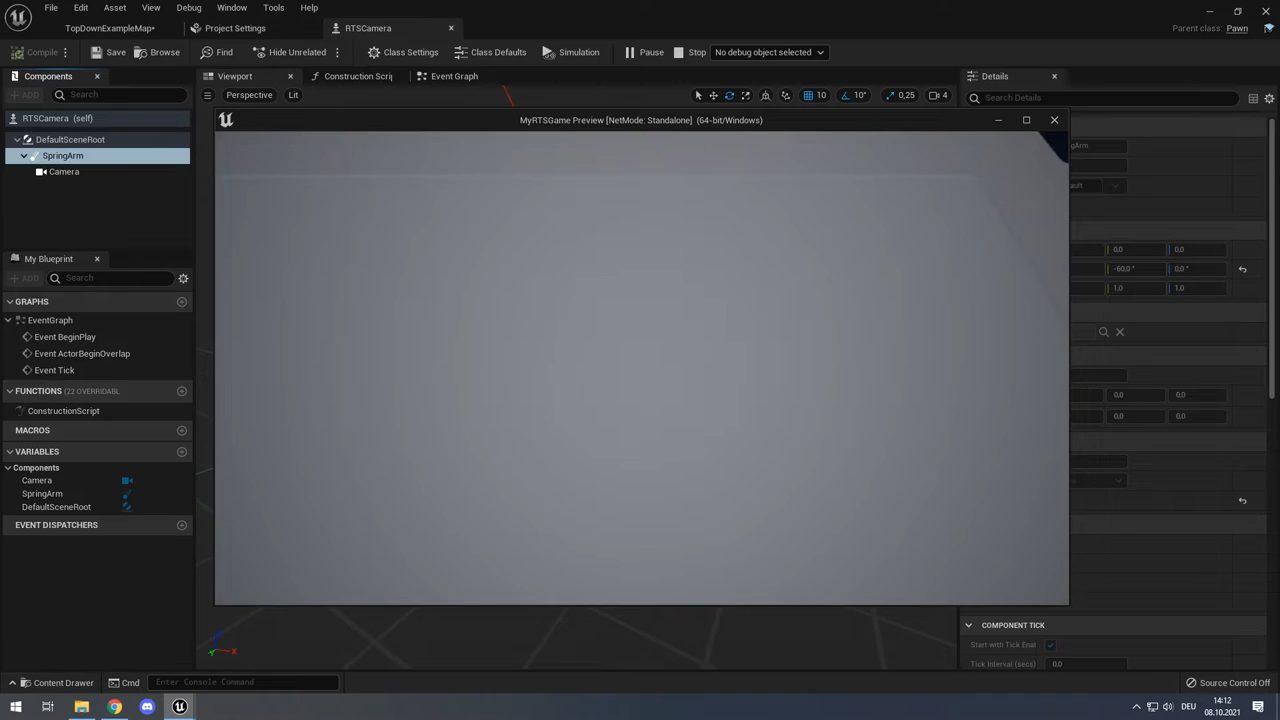 File Edit Asset View Debug Window Tools Help
TopDownExampleMap* Project Settings RTSCamera Parent class: Pawn
Compile Save Browse Find Hide Unrelated Class Settings Class Defaults Simulation Pause Stop No debug object selected
Components Viewport Construction Scrip Event Graph Details
ADD Search Perspective Lit 10 10° 0,25 4 Search Details
RTSCamera (self)
MyRTSGame Preview [NetMode: Standalone] (64-bit/Windows)
DefaultSceneRoot
SpringArm
Camera
0,0 0,0
-60,0 ° 0,0 °
1,0 1,0
My Blueprint
ADD Search
GRAPHS
EventGraph
Event BeginPlay
Event ActorBeginOverlap
Event Tick
FUNCTIONS (22 OVERRIDABL
ConstructionScript
0,0 0,0
0,0 0,0
MACROS
VARIABLES
Components
Camera
SpringArm
DefaultSceneRoot
EVENT DISPATCHERS
COMPONENT TICK
Start with Tick Enal
Tick Interval (secs) 0,0
Content Drawer Cmd Enter Console Command Source Control Off
DEU 14:12
08.10.2021